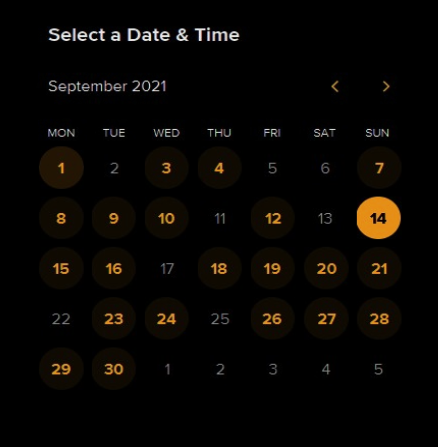 Select a Date & Time
September 2021
MON TUE WED THU FRI SAT SUN
1 2 3 4 5 6 7
8 9 10 11 12 13 14
15 16 17 18 19 20 21
22 23 24 25 26 27 28
29 30 1 2 3 4 5